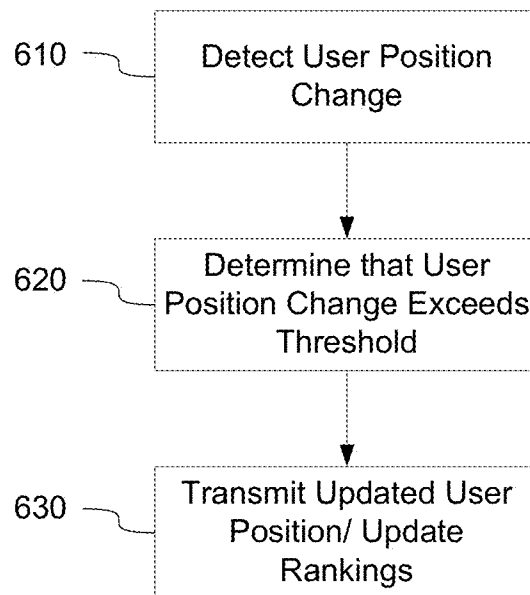 610
Detect User Position
Change
620
Determine that User
Position Change Exceeds
Threshold
630
Transmit Updated User
Position/ Update
Rankings